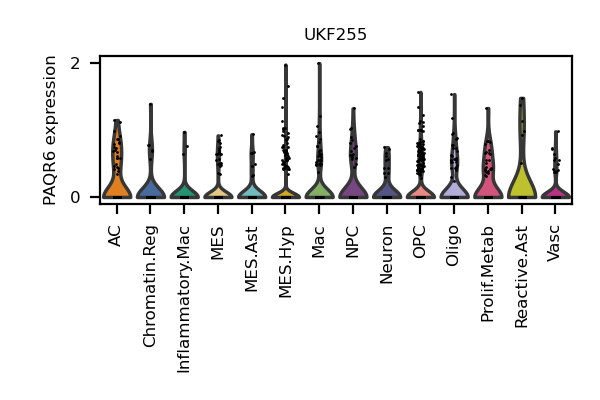 UKF255
PAQR6 expression
2
0
AC
Chromatin.Reg
Inflammatory.Mac
MES
MES.Ast
MES.Hyp
Mac
NPC
Neuron
OPC
Oligo
Prolif.Metab
Reactive.Ast
Vasc